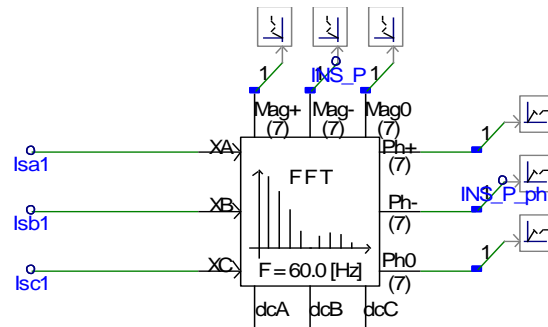 1 1 1
INS_P
Mag+ Mag- Mag0
(7) (7) (7)
Isa1 XA Ph+ 1
(7)
FFT
Isb1 XB Ph- 1
INS_P_ph
(7)
Isc1 XC Ph0 1
(7)
F = 60.0 [Hz]
dcA dcB dcC